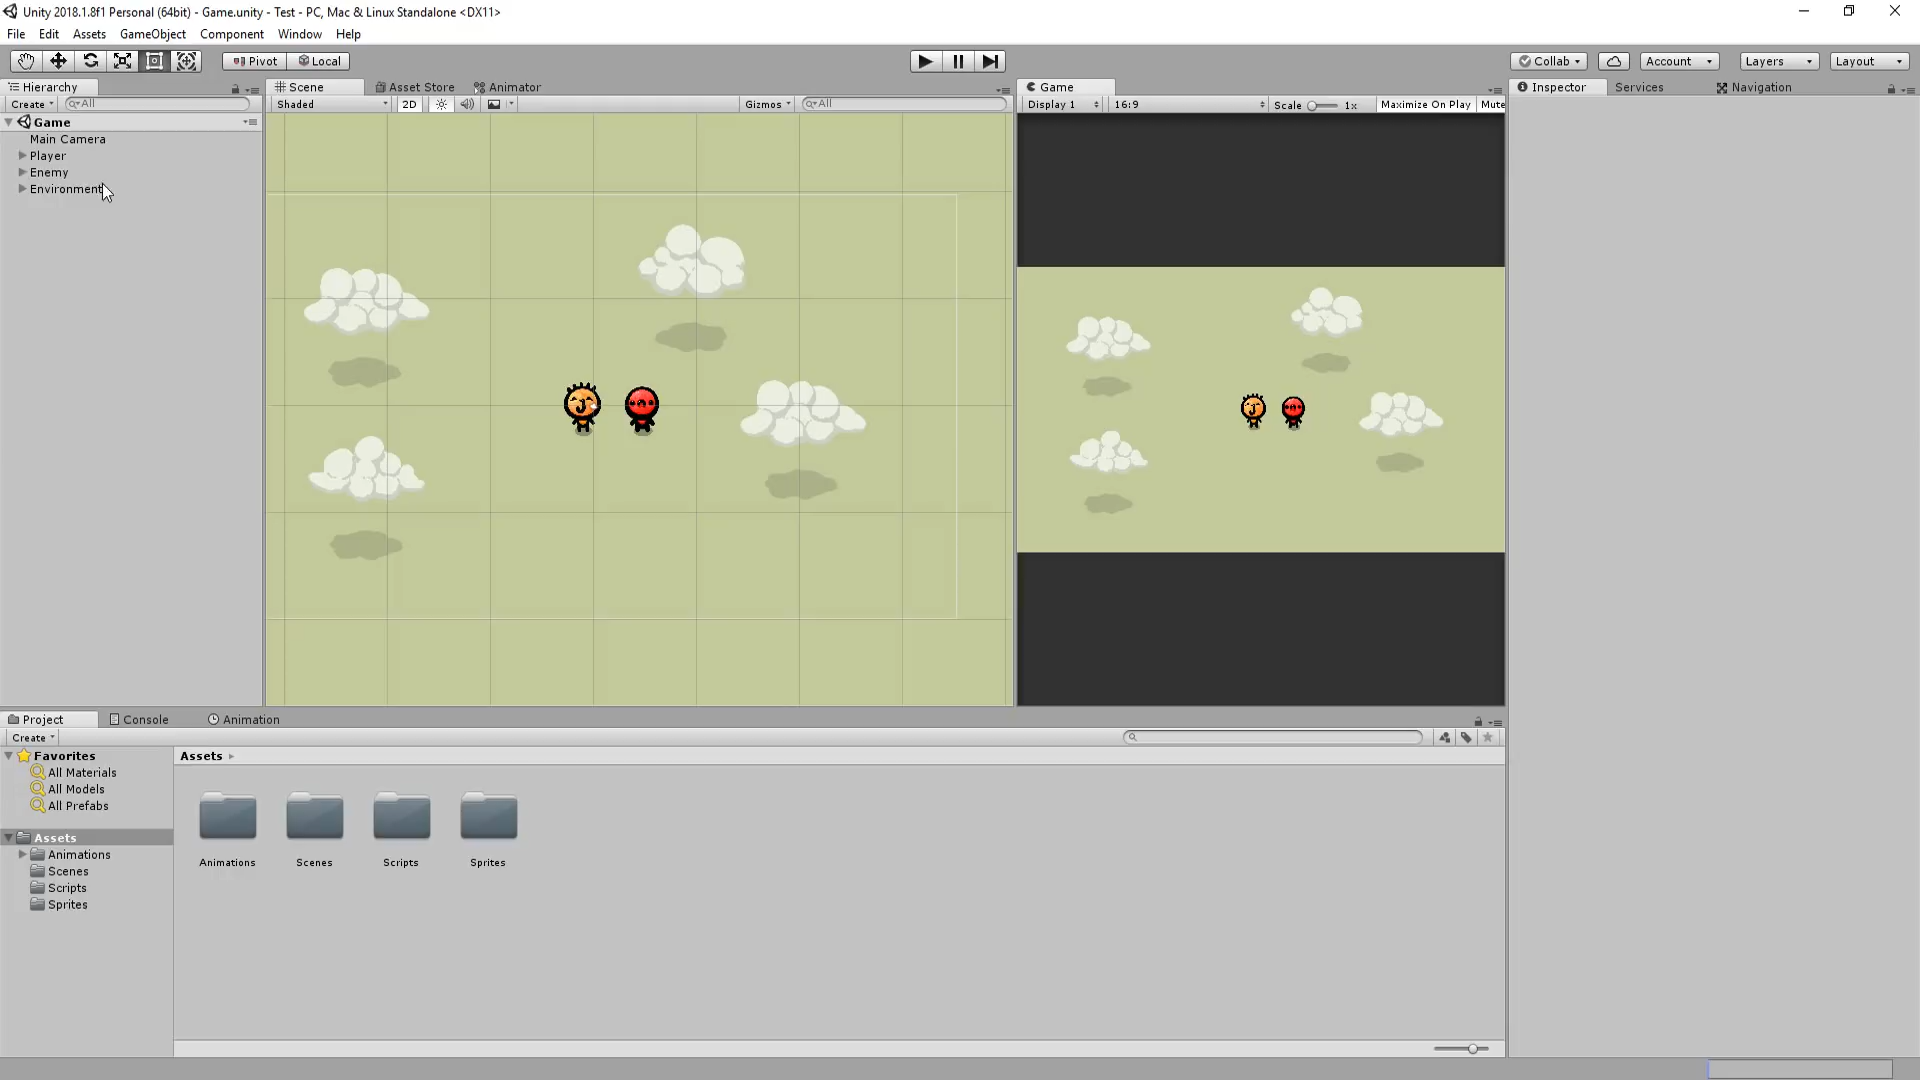 Unity 2018.1.8f1 Personal (64bit) - Game.unity - Test - PC, Mac & Linux Standalone <DX11>
File Edit Assets GameObject Component Window Help
Pivot Local Collab Account Layers Layout
Hierarchy Scene Asset Store Animator Game Inspector Services Navigation
Create All Shaded 2D Gizmos All Display 1 16:9 Scale 1x Maximize On Play Mute
Game
Main Camera
Player
Enemy
Environment
Project Console Animation
Create
Favorites Assets
All Materials
All Models
All Prefabs
Assets
Animations Scenes Scripts Sprites
Animations
Scenes
Scripts
Sprites